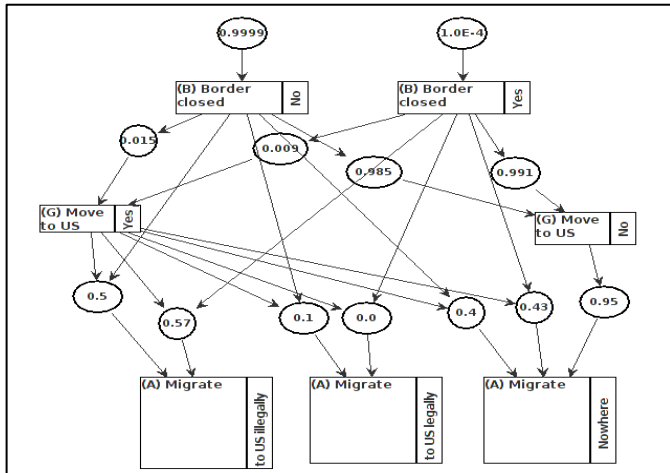 0.9999
1.0E-4
(B) Border
closed
No
(B) Border
closed
Yes
0.015
0.009
0.985
0.991
(G) Move
to US
Yes
(G) Move
to US
No
0.5
0.57
0.1
0.0
0.4
0.43
0.95
(A) Migrate
to US illegally
(A) Migrate
to US legally
(A) Migrate
Nowhere